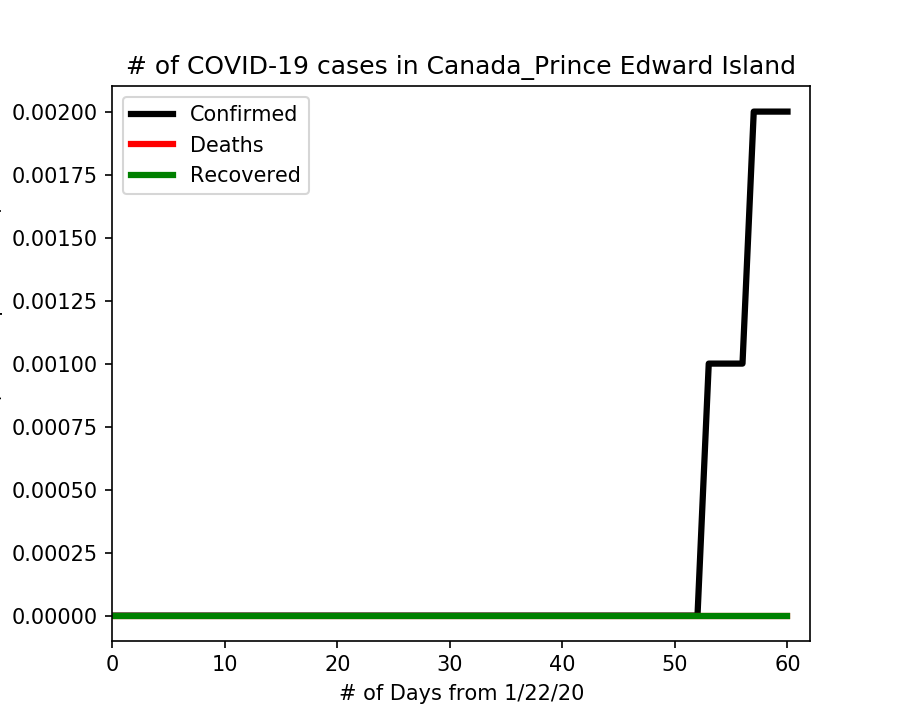 # of COVID-19 cases in Canada_Prince Edward Island
Confirmed
Deaths
Recovered
0.00200
0.00175
0.00150
0.00125
0.00100
0.00075
0.00050
0.00025
0.00000
0 10 20 30 40 50 60
# of Days from 1/22/20